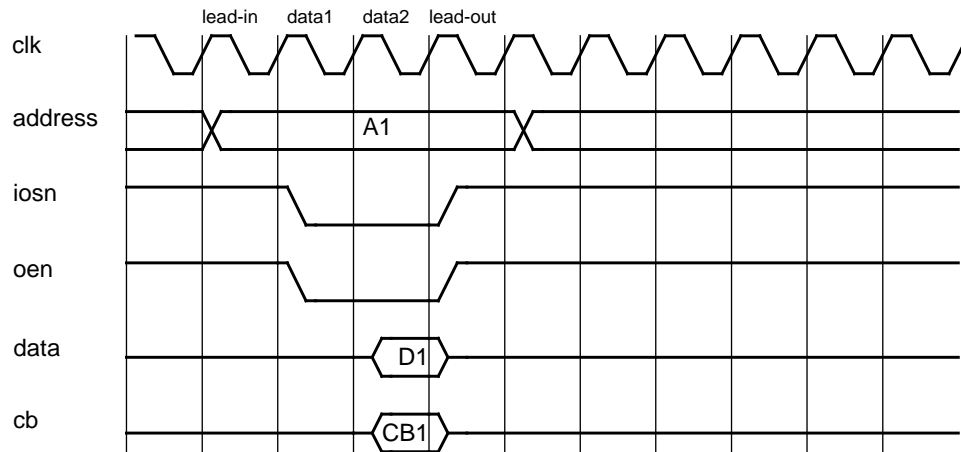 lead-in data1 data2 lead-out
clk
address A1
iosn
oen
data D1
cb CB1